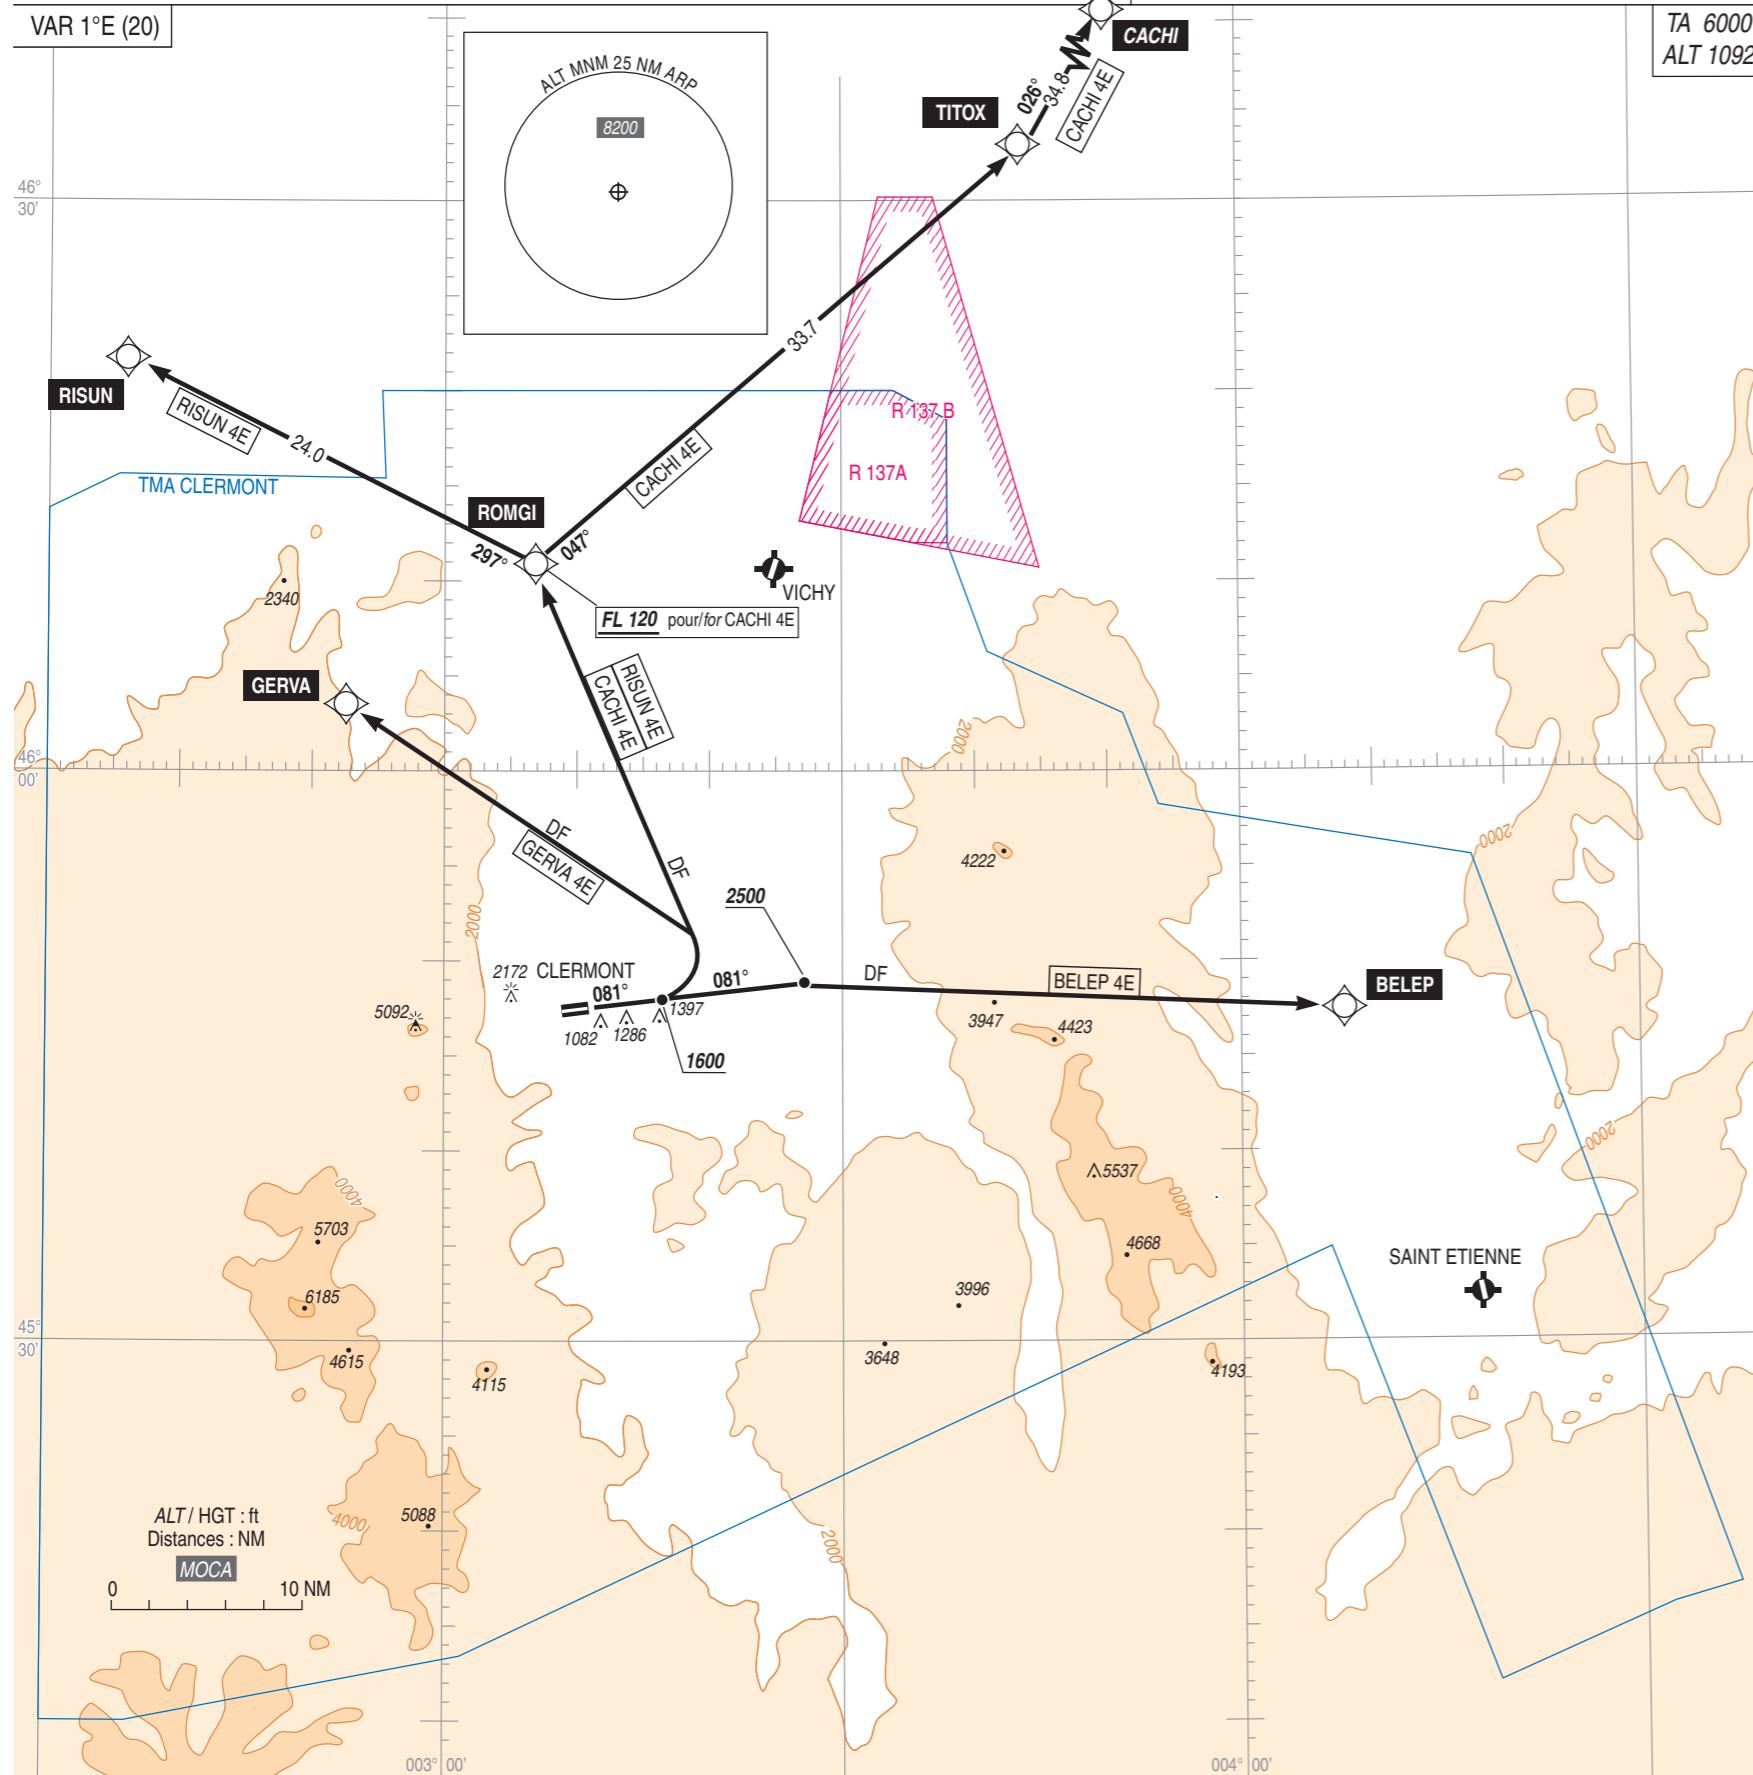 VAR 1°E (20)
TA 6000
ALT 1092
ALT MNM 25 NM ARP
8200
CACHI
TITOX
026°
34.8
CACHI 4E
46°
30'
33.7
RISUN
RISUN 4E
24.0
R 137 B
R 137A
CACHI 4E
TMA CLERMONT
ROMGI
297°
047°
VICHY
2340
FL 120 pour/for CACHI 4E
RISUN 4E
CACHI 4E
GERVA
2000
46°
00'
DF
GERVA 4E
DF
2000
4222
2500
2000
2172
CLERMONT
081°
081°
DF
BELEP 4E
BELEP
5092
1082
1286
1397
3947
4423
1600
2000
4000
5537
4000
5703
4668
SAINT ETIENNE
6185
3996
45°
30'
4615
4115
3648
4193
ALT / HGT : ft
Distances : NM
MOCA
0 10 NM
4000
5088
2000
003° 00'
004° 00'